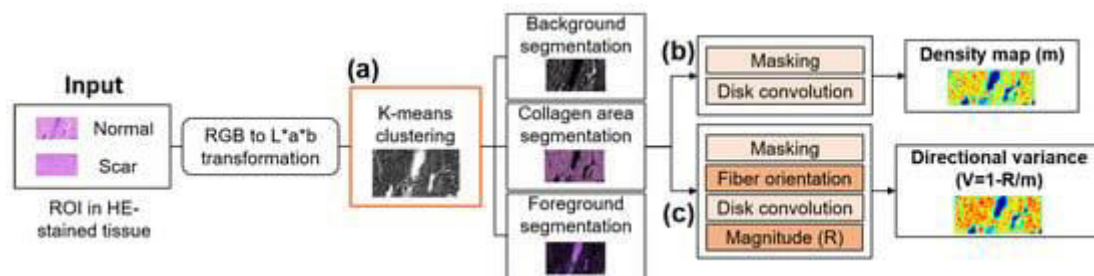 Input
Normal
Scar
ROI in HE-
stained tissue
RGB to L*a*b
transformation
(a)
K-means
clustering
Background
segmentation
Collagen area
segmentation
Foreground
segmentation
(b)
Masking
Disk convolution
Density map (m)
(c)
Masking
Fiber orientation
Disk convolution
Magnitude (R)
Directional variance
(V=1-R/m)